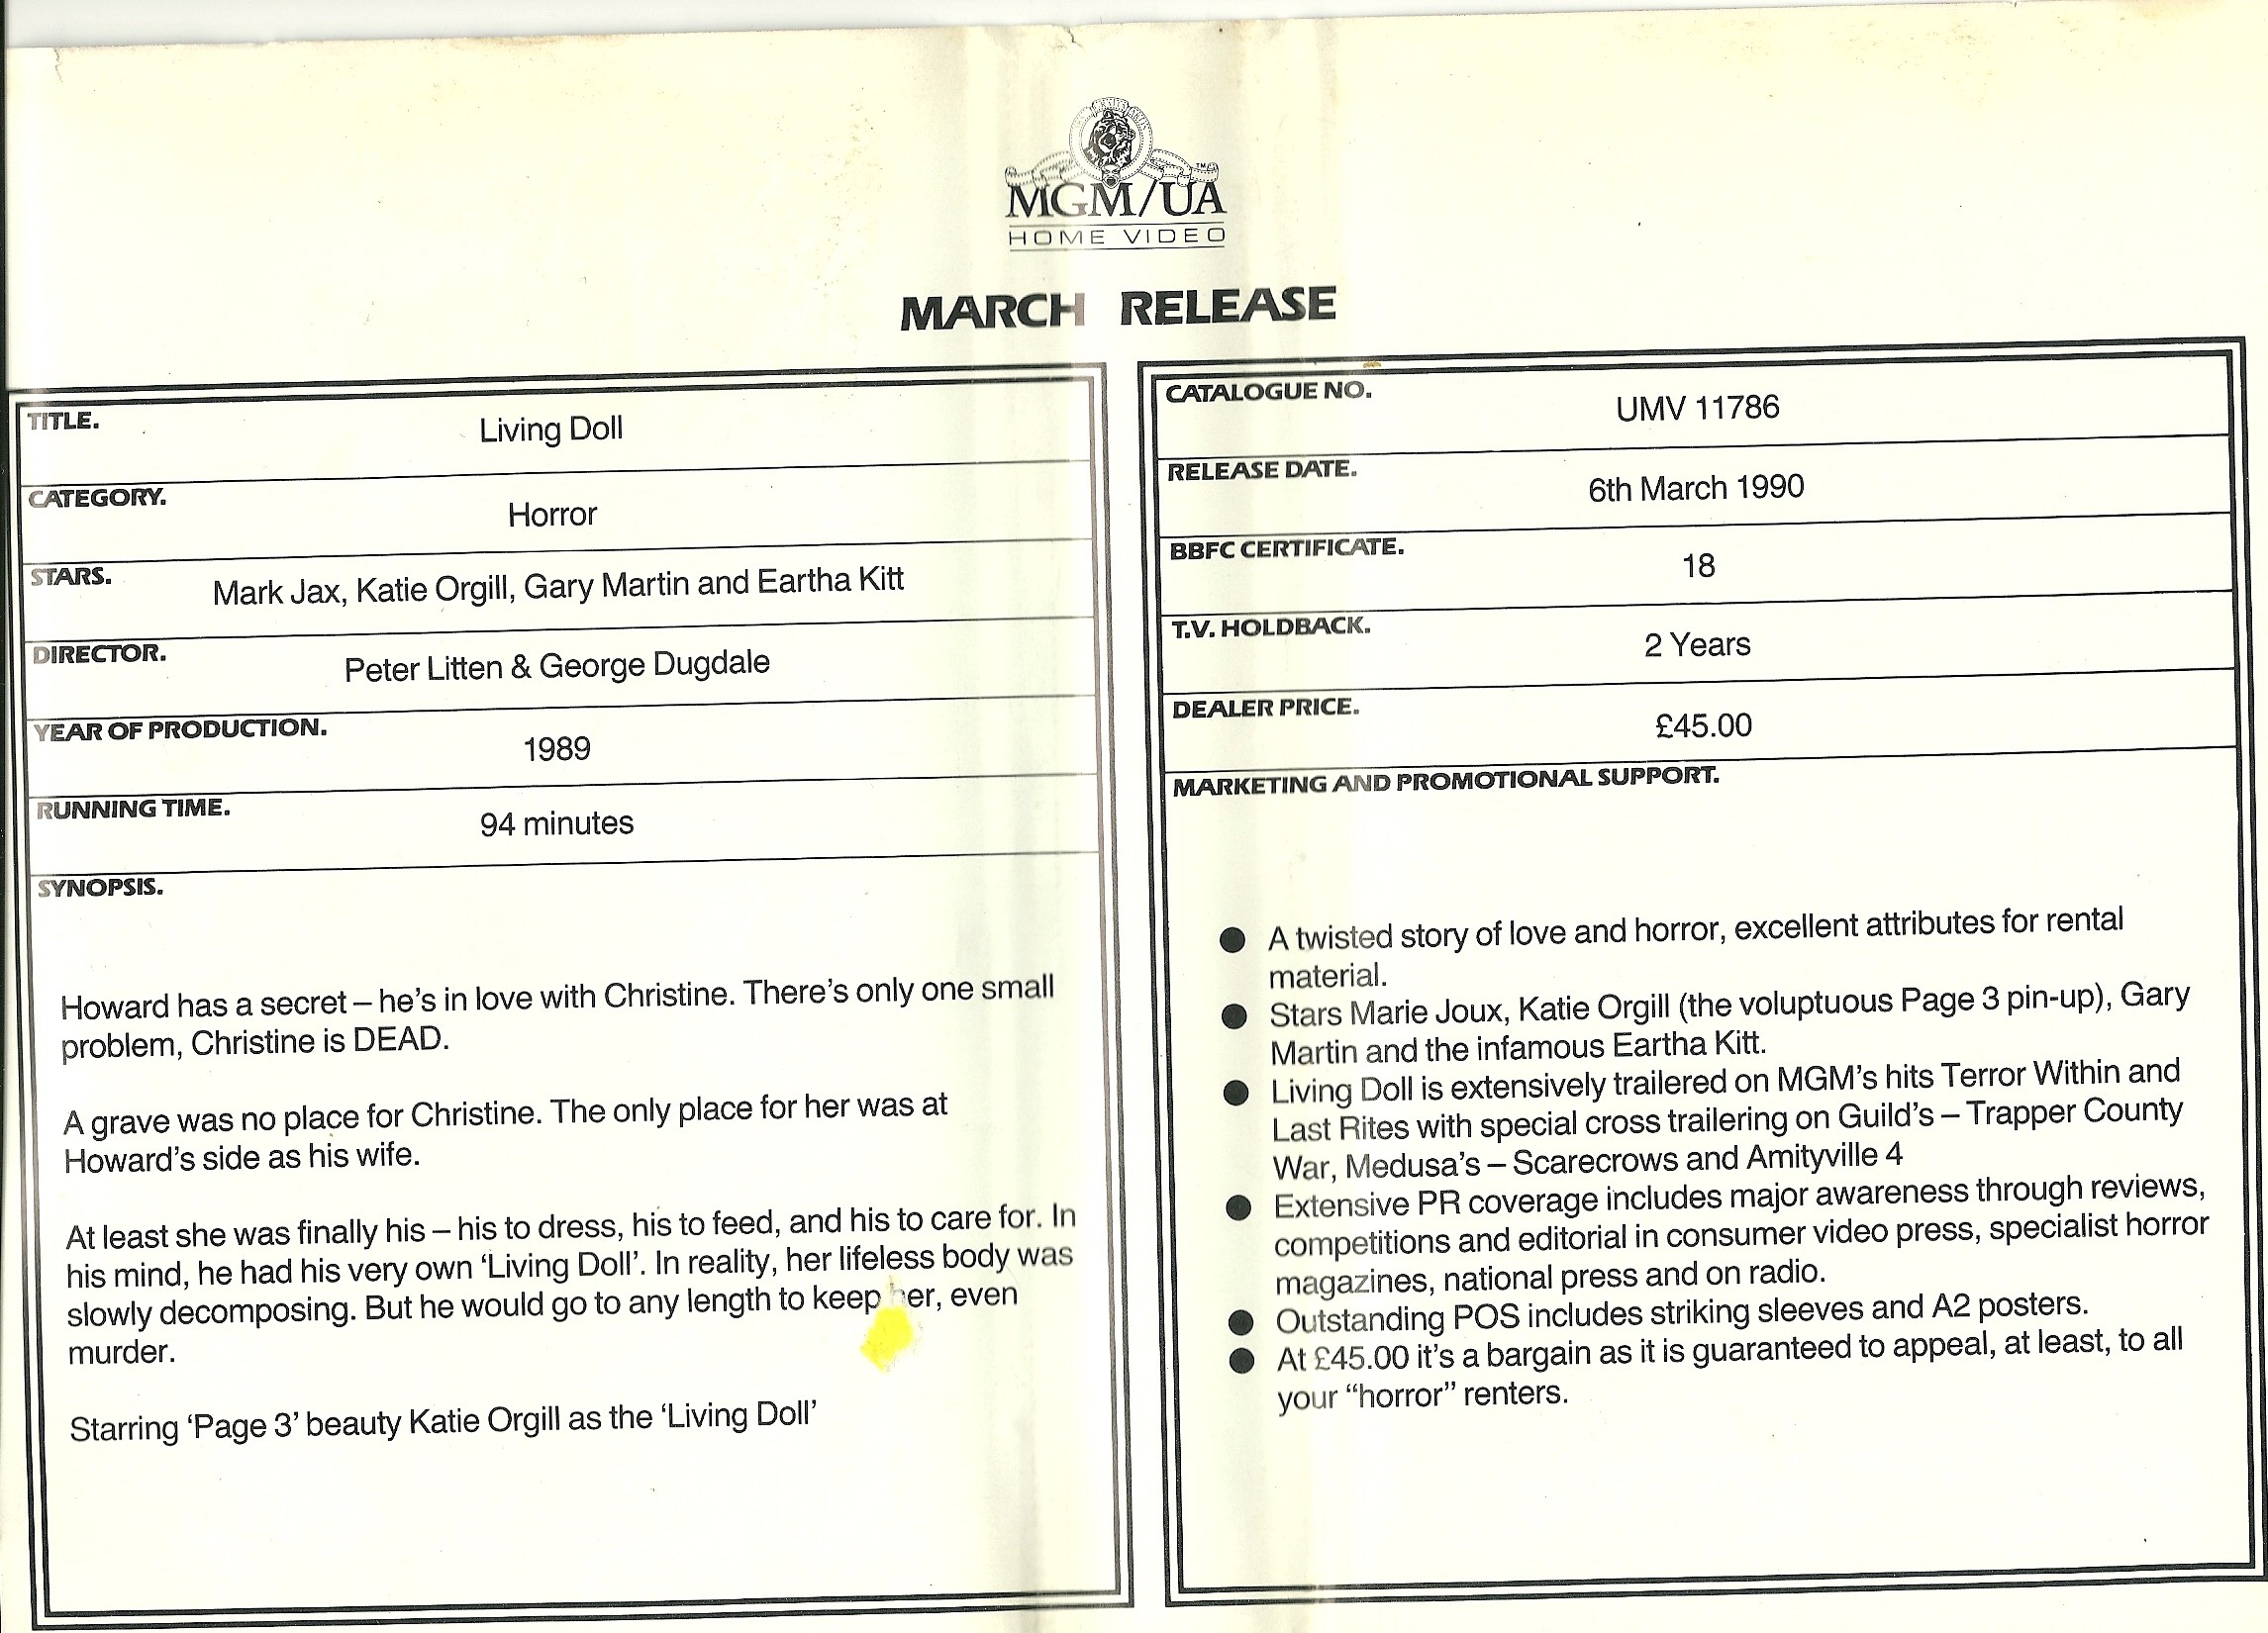 MGM/UA
HOME VIDEO
MARCH RELEASE
TITLE.
Living Doll
CATEGORY.
Horror
STARS.
Mark Jax, Katie Orgill, Gary Martin and Eartha Kitt
DIRECTOR.
Peter Litten & George Dugdale
YEAR OF PRODUCTION.
1989
RUNNING TIME.
94 minutes
SYNOPSIS.
Howard has a secret – he's in love with Christine. There's only one small
problem, Christine is DEAD.
A grave was no place for Christine. The only place for her was at
Howard's side as his wife.
At least she was finally his – his to dress, his to feed, and his to care for. In
his mind, he had his very own 'Living Doll'. In reality, her lifeless body was
slowly decomposing. But he would go to any length to keep her, even
murder.
Starring 'Page 3' beauty Katie Orgill as the 'Living Doll'
CATALOGUE NO.
UMV 11786
RELEASE DATE.
6th March 1990
BBFC CERTIFICATE.
18
T.V. HOLDBACK.
2 Years
DEALER PRICE.
£45.00
MARKETING AND PROMOTIONAL SUPPORT.
● A twisted story of love and horror, excellent attributes for rental
material.
● Stars Marie Joux, Katie Orgill (the voluptuous Page 3 pin-up), Gary
Martin and the infamous Eartha Kitt.
● Living Doll is extensively trailered on MGM's hits Terror Within and
Last Rites with special cross trailering on Guild's – Trapper County
War, Medusa's – Scarecrows and Amityville 4
● Extensive PR coverage includes major awareness through reviews,
competitions and editorial in consumer video press, specialist horror
magazines, national press and on radio.
● Outstanding POS includes striking sleeves and A2 posters.
● At £45.00 it's a bargain as it is guaranteed to appeal, at least, to all
your "horror" renters.